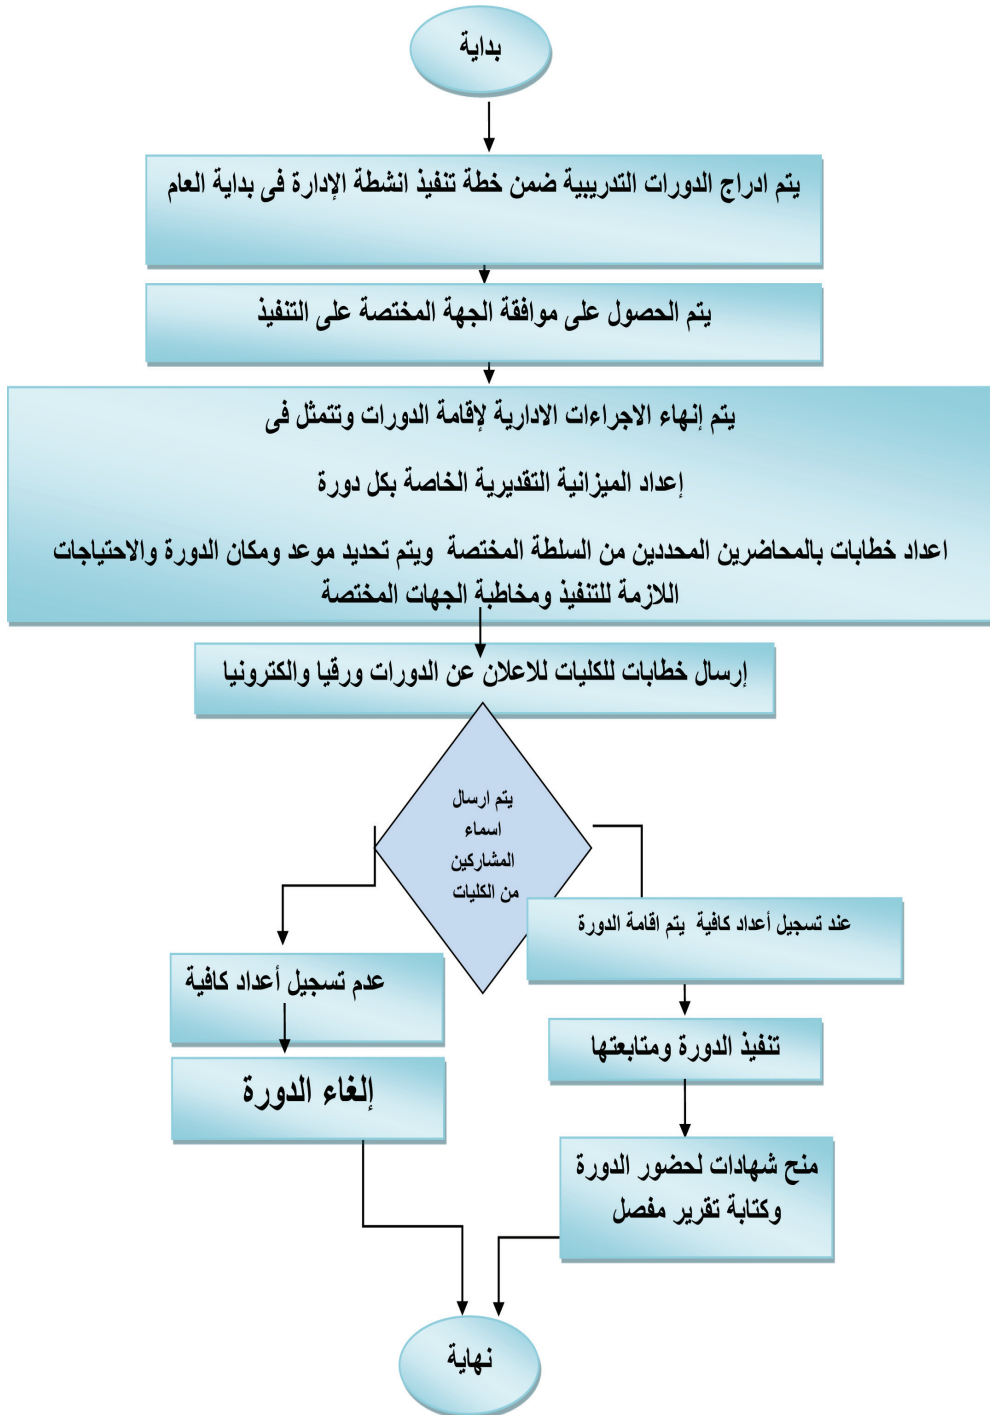 بداية
يتم ادراج الدورات التدريبية ضمن خطة تنفيذ انشطة الإدارة فى بداية العام
يتم الحصول على موافقة الجهة المختصة على التنفيذ
يتم إنهاء الاجراءات الادارية لإقامة الدورات وتتمثل فى
إعداد الميزانية التقديرية الخاصة بكل دورة
اعداد خطابات بالمحاضرين المحددين من السلطة المختصة ويتم تحديد موعد ومكان الدورة والاحتياجات
اللازمة للتنفيذ ومخاطبة الجهات المختصة
إرسال خطابات للكليات للاعلان عن الدورات ورقيا والكترونيا
يتم ارسال
اسماء
المشاركين
من الكليات
عند تسجيل أعداد كافية يتم اقامة الدورة
عدم تسجيل أعداد كافية
تنفيذ الدورة ومتابعتها
إلغاء الدورة
منح شهادات لحضور الدورة
وكتابة تقرير مفصل
نهاية